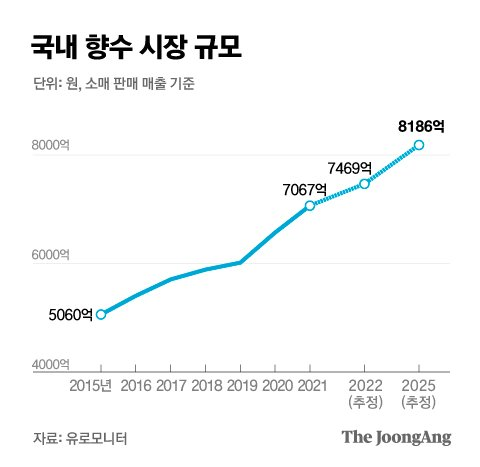 국내 향수 시장 규모
단위: 원, 소매 판매 매출 기준
8186억
8000억
7469억
7067억
6000억
5060억
4000억
2015년 2016 2017 2018 2019 2020 2021 2022 2025
(추정) (추정)
자료: 유로모니터
The JoongAng